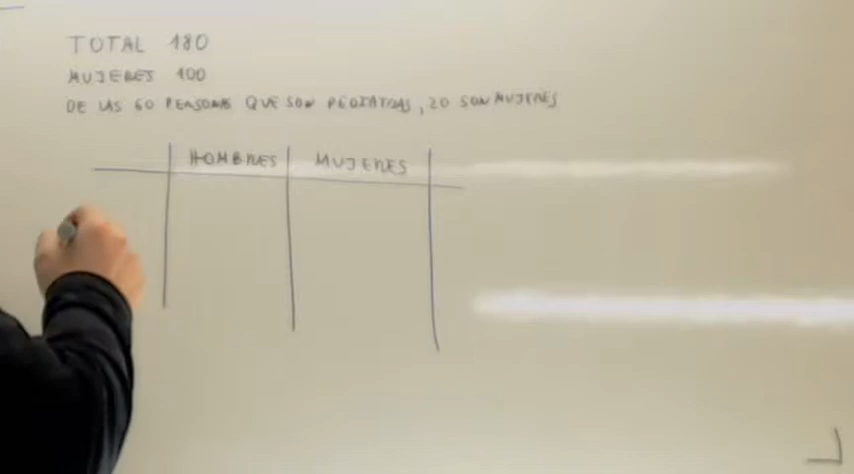 TOTAL 180
MUJERES 100
DE LAS 60 PERSONAS QUE SON PEDIATRAS, 20 SON MUJERES
HOMBRES MUJERES